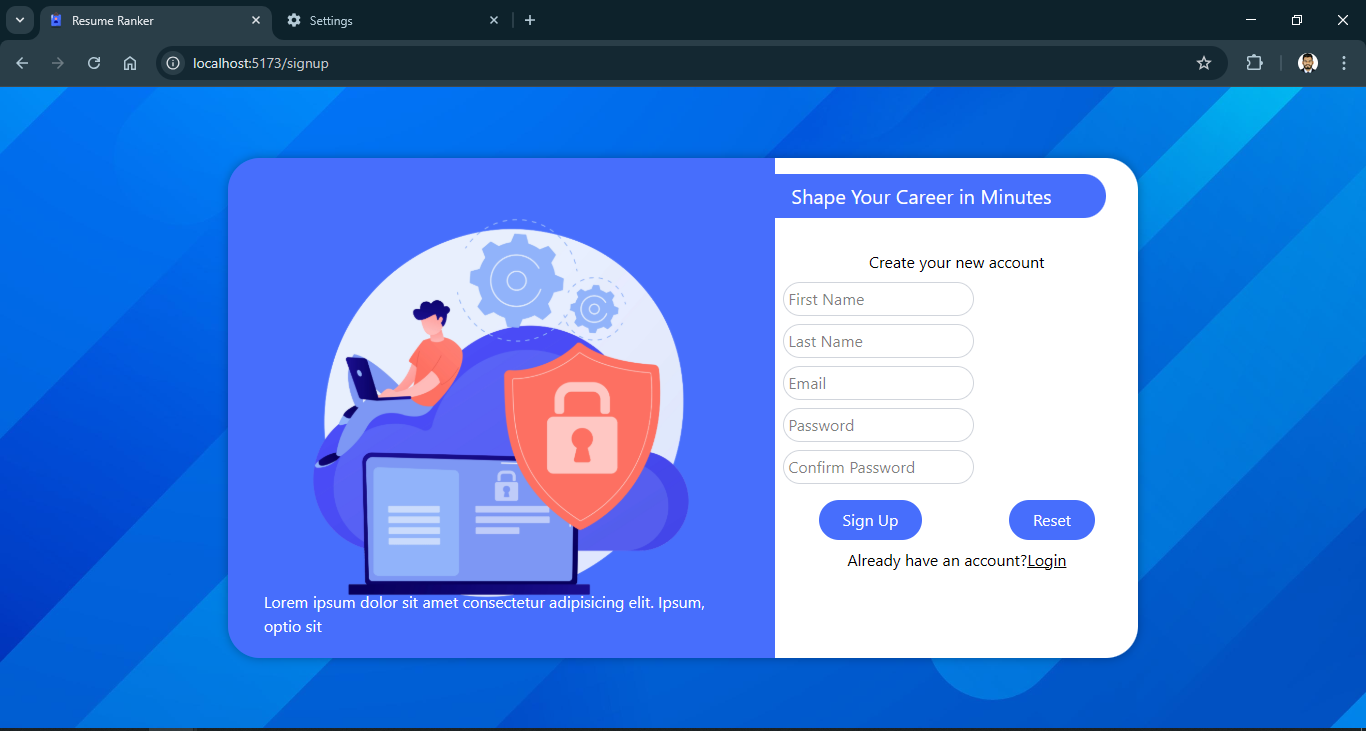 Resume Ranker
Settings
localhost:5173/signup
Shape Your Career in Minutes
Create your new account
First Name
Last Name
Email
Password
Confirm Password
Sign Up
Reset
Already have an account?Login
Lorem ipsum dolor sit amet consectetur adipisicing elit. Ipsum,
optio sit